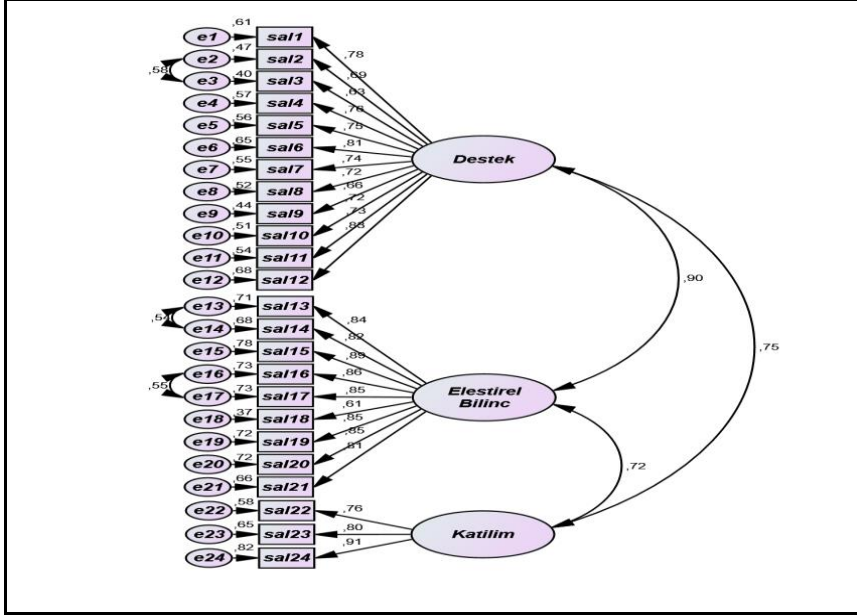 e1 ,61 sal1 ,78
e2 ,47 sal2 ,69
,58
e3 ,40 sal3 ,63
e4 ,57 sal4 ,76
e5 ,56 sal5 ,75
e6 ,65 sal6 ,81
e7 ,55 sal7 ,74
Destek
e8 ,52 sal8 ,72
e9 ,44 sal9 ,66
e10 ,51 sal10 ,72
e11 ,54 sal11 ,73
e12 ,68 sal12
,90
e13 ,71 sal13 ,84
e14 ,68 sal14 ,82
e15 ,78 sal15 ,89
,75
e16 ,73 sal16 ,86
,55
e17 ,73 sal17 ,85
Elestirel
Bilinc
e18 ,37 sal18 ,61
e19 ,72 sal19 ,85
e20 ,72 sal20 ,85
e21 ,66 sal21 ,81
,72
e22 ,58 sal22 ,76
e23 ,65 sal23 ,80
Katilim
e24 ,82 sal24 ,91